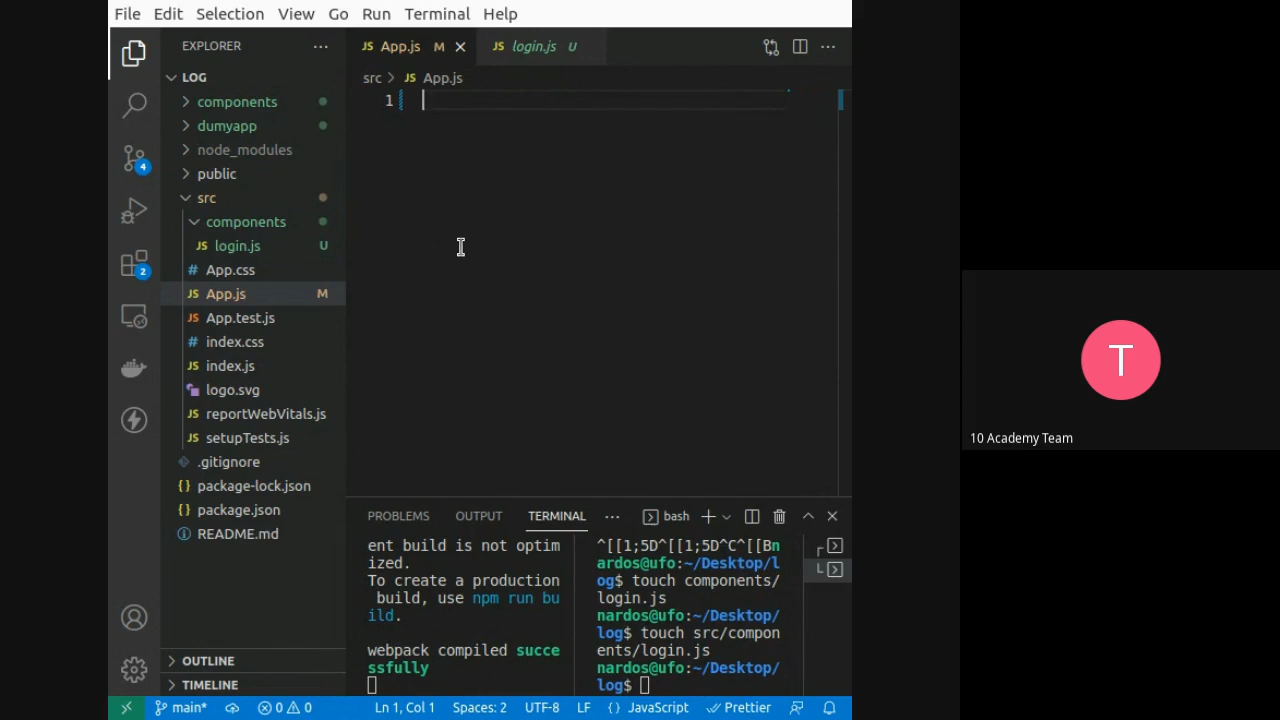 File Edit Selection View Go Run Terminal Help
EXPLORER
JS App.js M
JS login.js U
LOG
src > JS App.js
components
1
dumyapp
node_modules
public
4
src
components
JS login.js U
# App.css
2
JS App.js M
JS App.test.js
# index.css
JS index.js
logo.svg
JS reportWebVitals.js
JS setupTests.js
.gitignore
{} package-lock.json
{} package.json
README.md
PROBLEMS OUTPUT TERMINAL ... bash
ent build is not optim
ized.
To create a production
build, use npm run bu
ild.
webpack compiled succe
ssfully
^[[1;5D^[[1;5D^C^[[Bn
ardos@ufo:~/Desktop/l
og$ touch components/
login.js
nardos@ufo:~/Desktop/
log$ touch src/compon
ents/login.js
nardos@ufo:~/Desktop/
log$
OUTLINE
TIMELINE
main* 0 0 Ln 1, Col 1 Spaces: 2 UTF-8 LF {} JavaScript Prettier
T
10 Academy Team